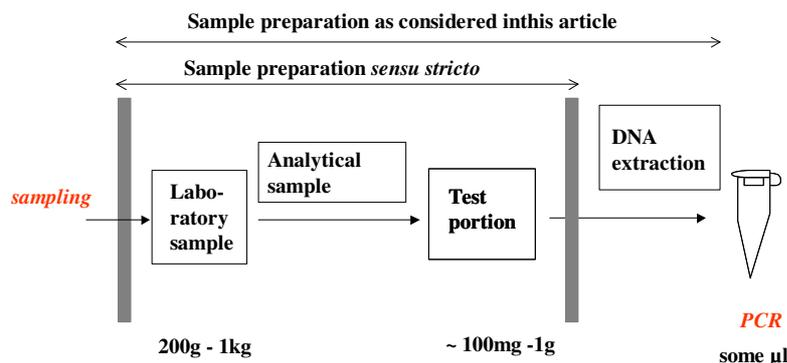 Sample preparation as considered inthis article
Sample preparation sensu stricto
sampling
Labo-
ratory
sample
Analytical
sample
Test
portion
DNA
extraction
PCR
200g - 1kg
~ 100mg -1g
some µl